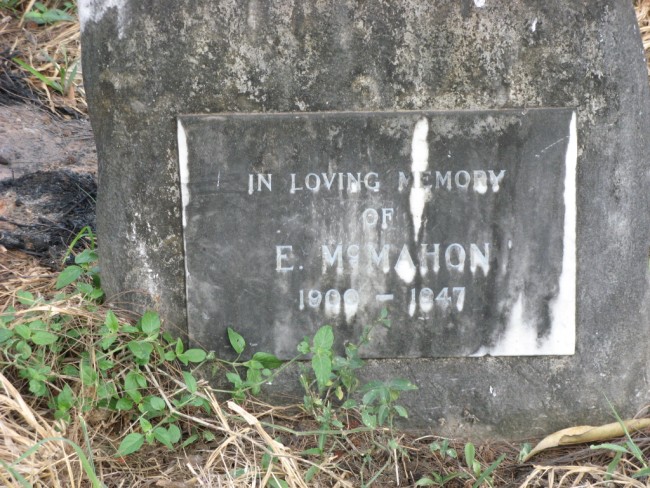 IN LOVING MEMORY
OF
E. McMAHON
1900 - 1947